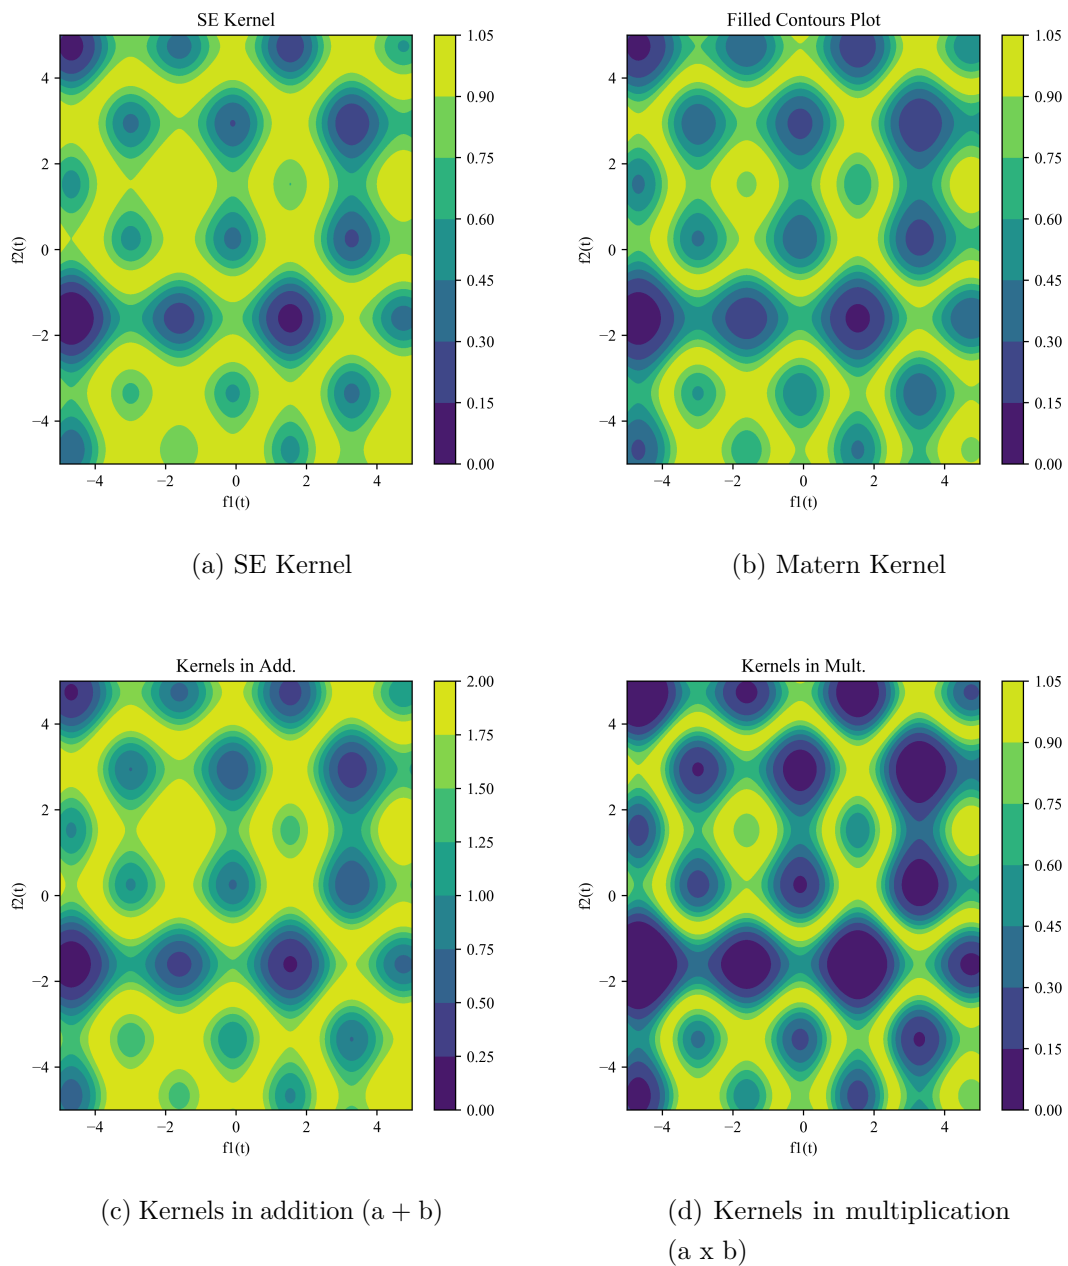 SE Kernel
4
2
0
−2
−4
f2(t)
−4 −2 0 2 4
f1(t)
1.05
0.90
0.75
0.60
0.45
0.30
0.15
0.00
(a) SE Kernel
Filled Contours Plot
4
2
0
−2
−4
f2(t)
−4 −2 0 2 4
f1(t)
1.05
0.90
0.75
0.60
0.45
0.30
0.15
0.00
(b) Matern Kernel
Kernels in Add.
4
2
0
−2
−4
f2(t)
−4 −2 0 2 4
f1(t)
2.00
1.75
1.50
1.25
1.00
0.75
0.50
0.25
0.00
(c) Kernels in addition (a + b)
Kernels in Mult.
4
2
0
−2
−4
f2(t)
−4 −2 0 2 4
f1(t)
1.05
0.90
0.75
0.60
0.45
0.30
0.15
0.00
(d) Kernels in multiplication
(a x b)